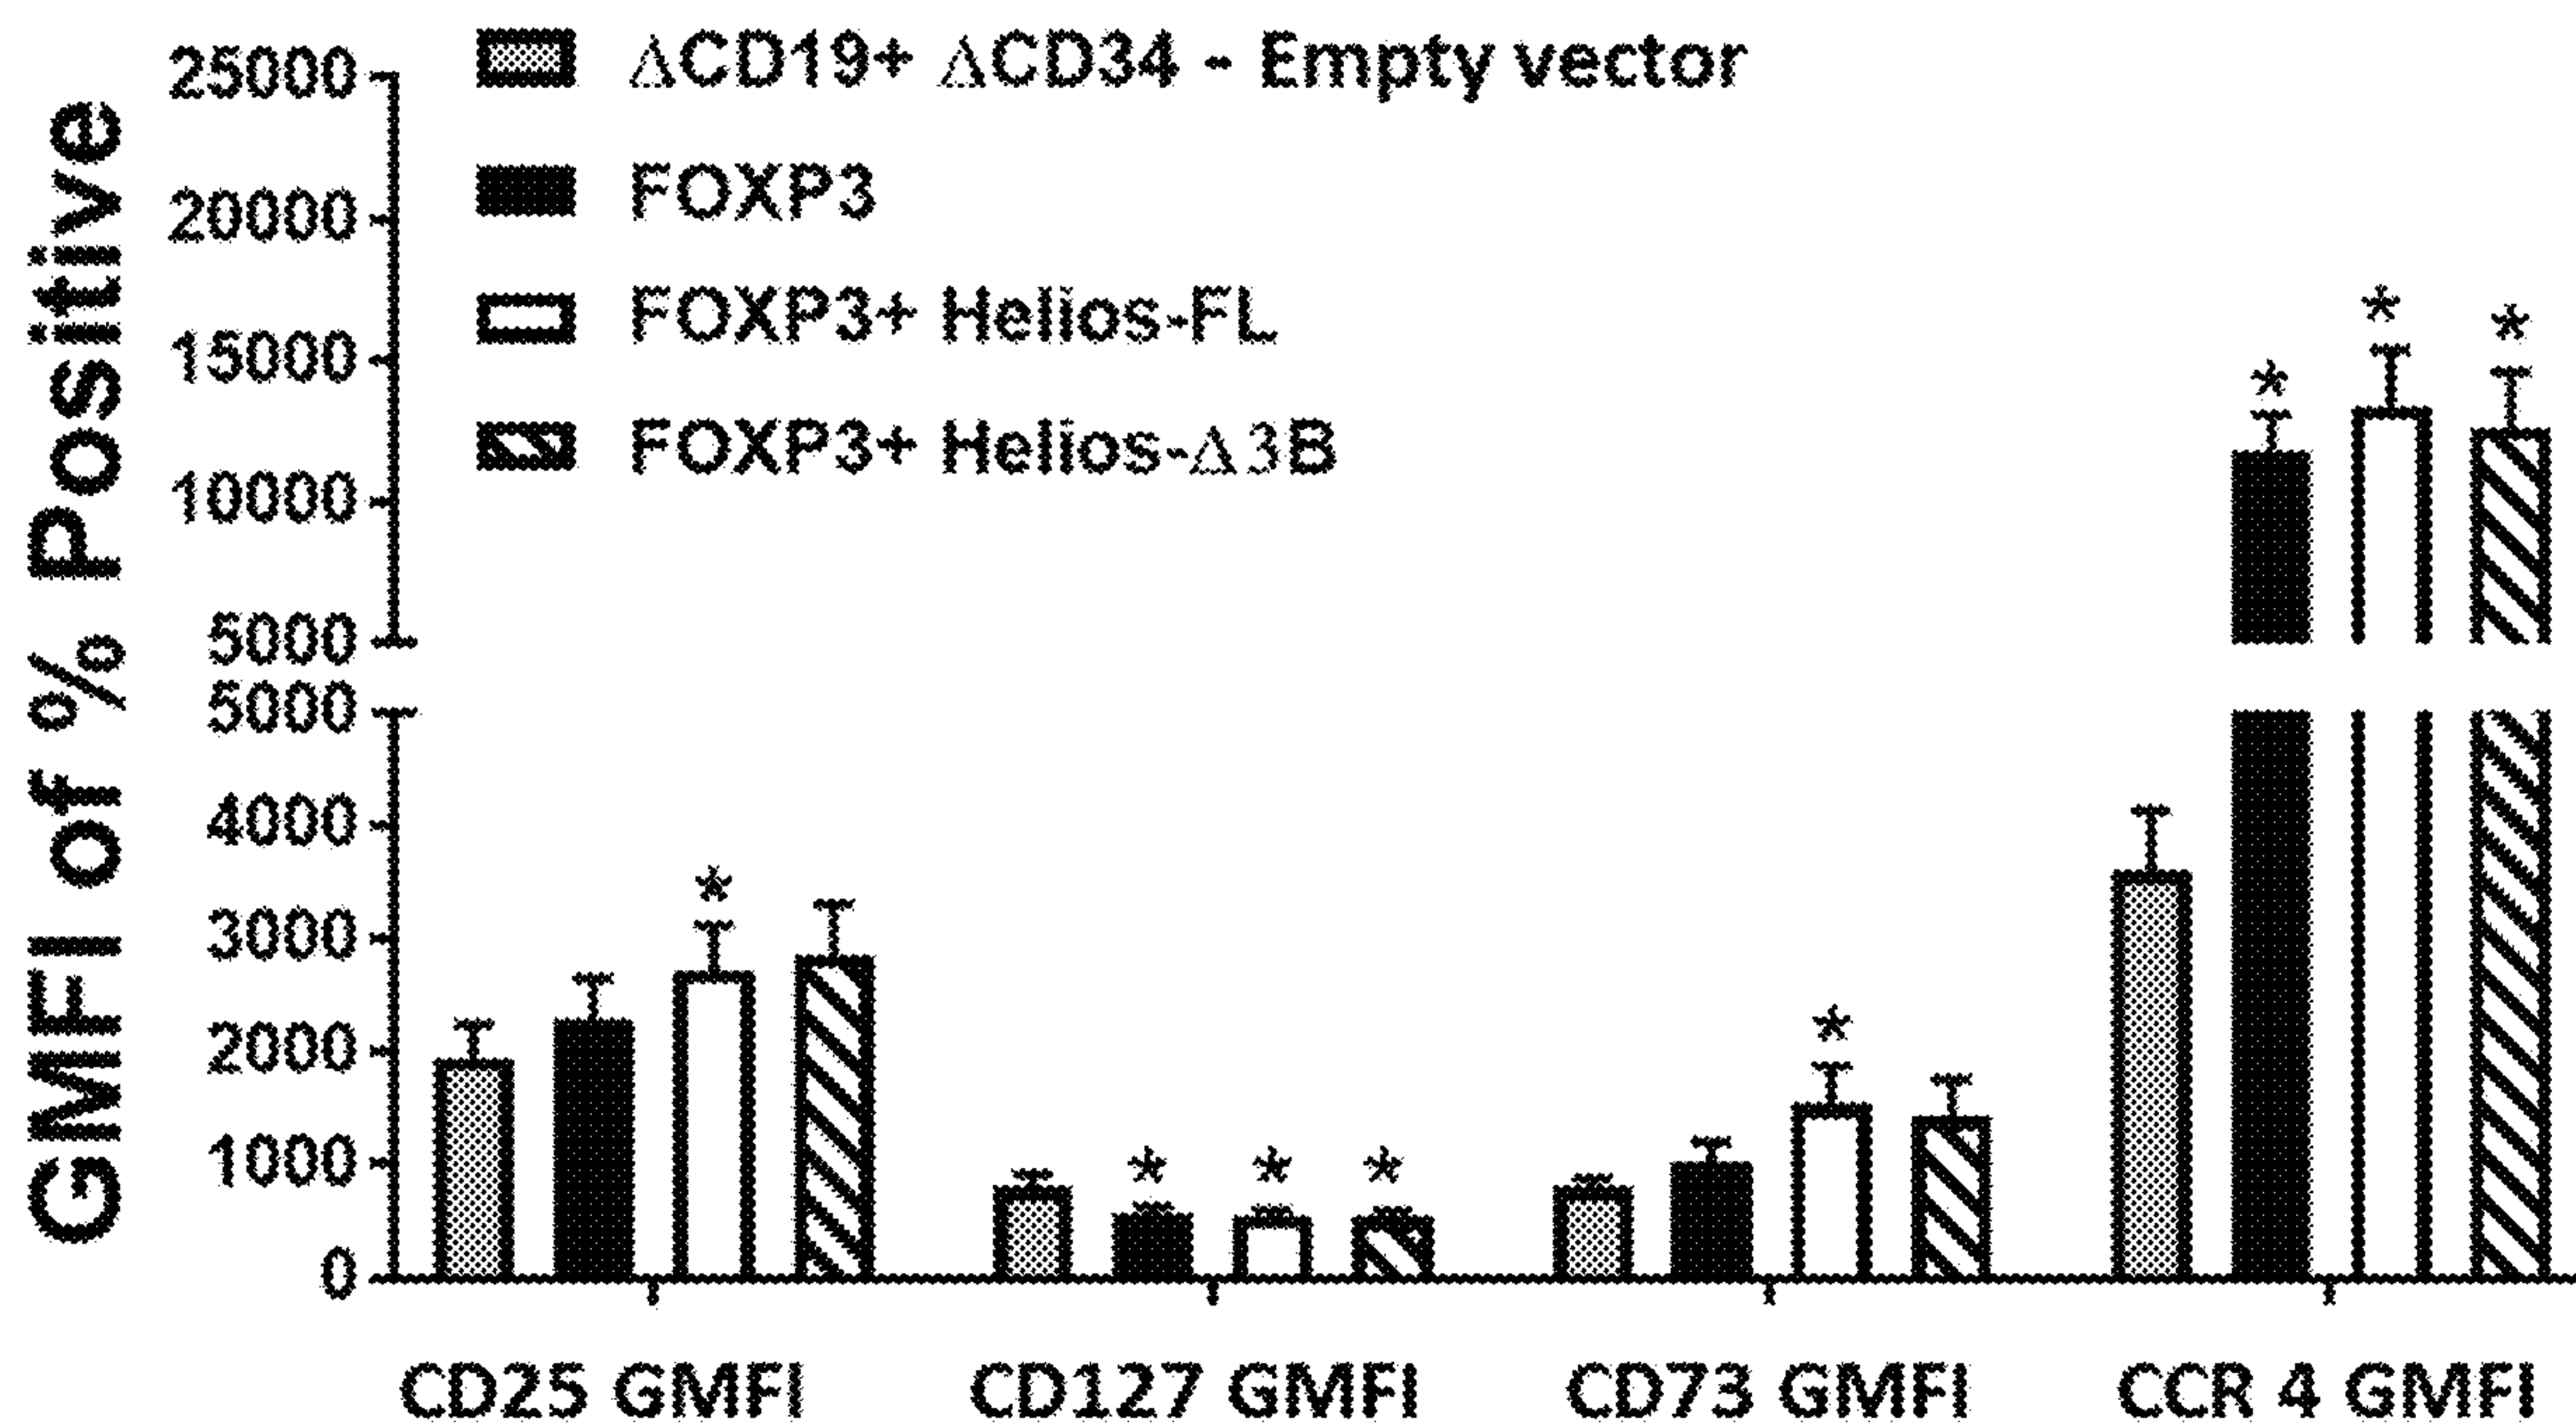 GMFI of % Positive
25000
20000
15000
10000
5000
5000
4000
3000
2000
1000
0
ΔCD19+ ΔCD34 - Empty vector
FOXP3
FOXP3+ Helios-FL
FOXP3+ Helios-Δ3B
*
* * *
*
* * *
CD25 GMFI CD127 GMFI CD73 GMFI CCR 4 GMFI